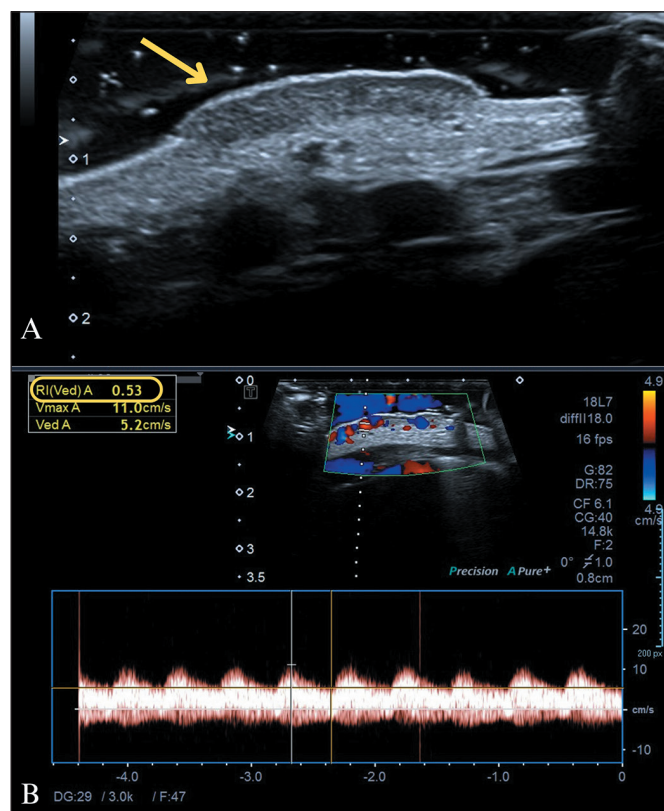 1
2
A
RI(Ved) A 0.53
Vmax A 11.0cm/s
Ved A 5.2cm/s
0
1
2
3
3.5
T
4.9
4.9
cm/s
18L7
diffII18.0
16 fps
G:82
DR:75
CF 6.1
CG:40
14.8k
F:2
0° 1.0
0.8cm
Precision A Pure+
20
200 px
10
cm/s
-10
-4.0 -3.0 -2.0 -1.0 0
B
DG:29 / 3.0k / F:47